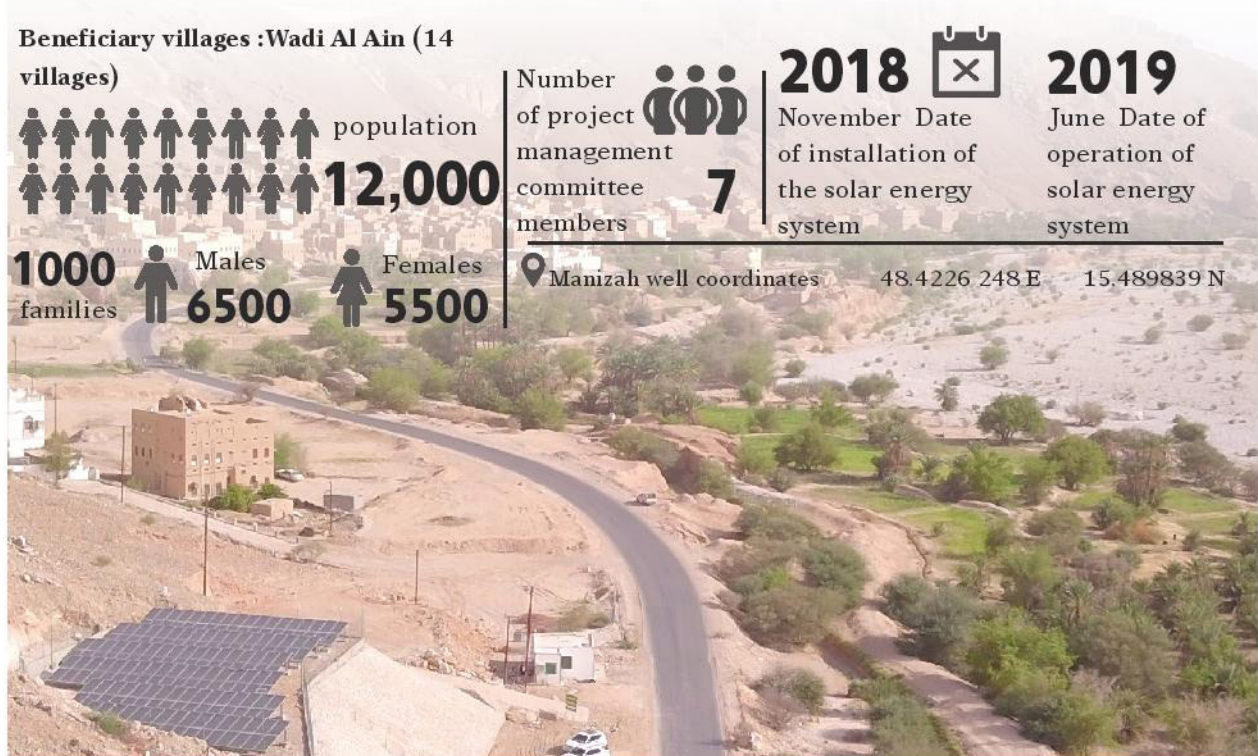 Beneficiary villages :Wadi Al Ain (14
villages)
population
12,000
1000
families
Males
6500
Females
5500
Number
of project
management
committee
members
7
2018
November Date
of installation of
the solar energy
system
2019
June Date of
operation of
solar energy
system
Manizah well coordinates 48.4226 248 E 15.489839 N